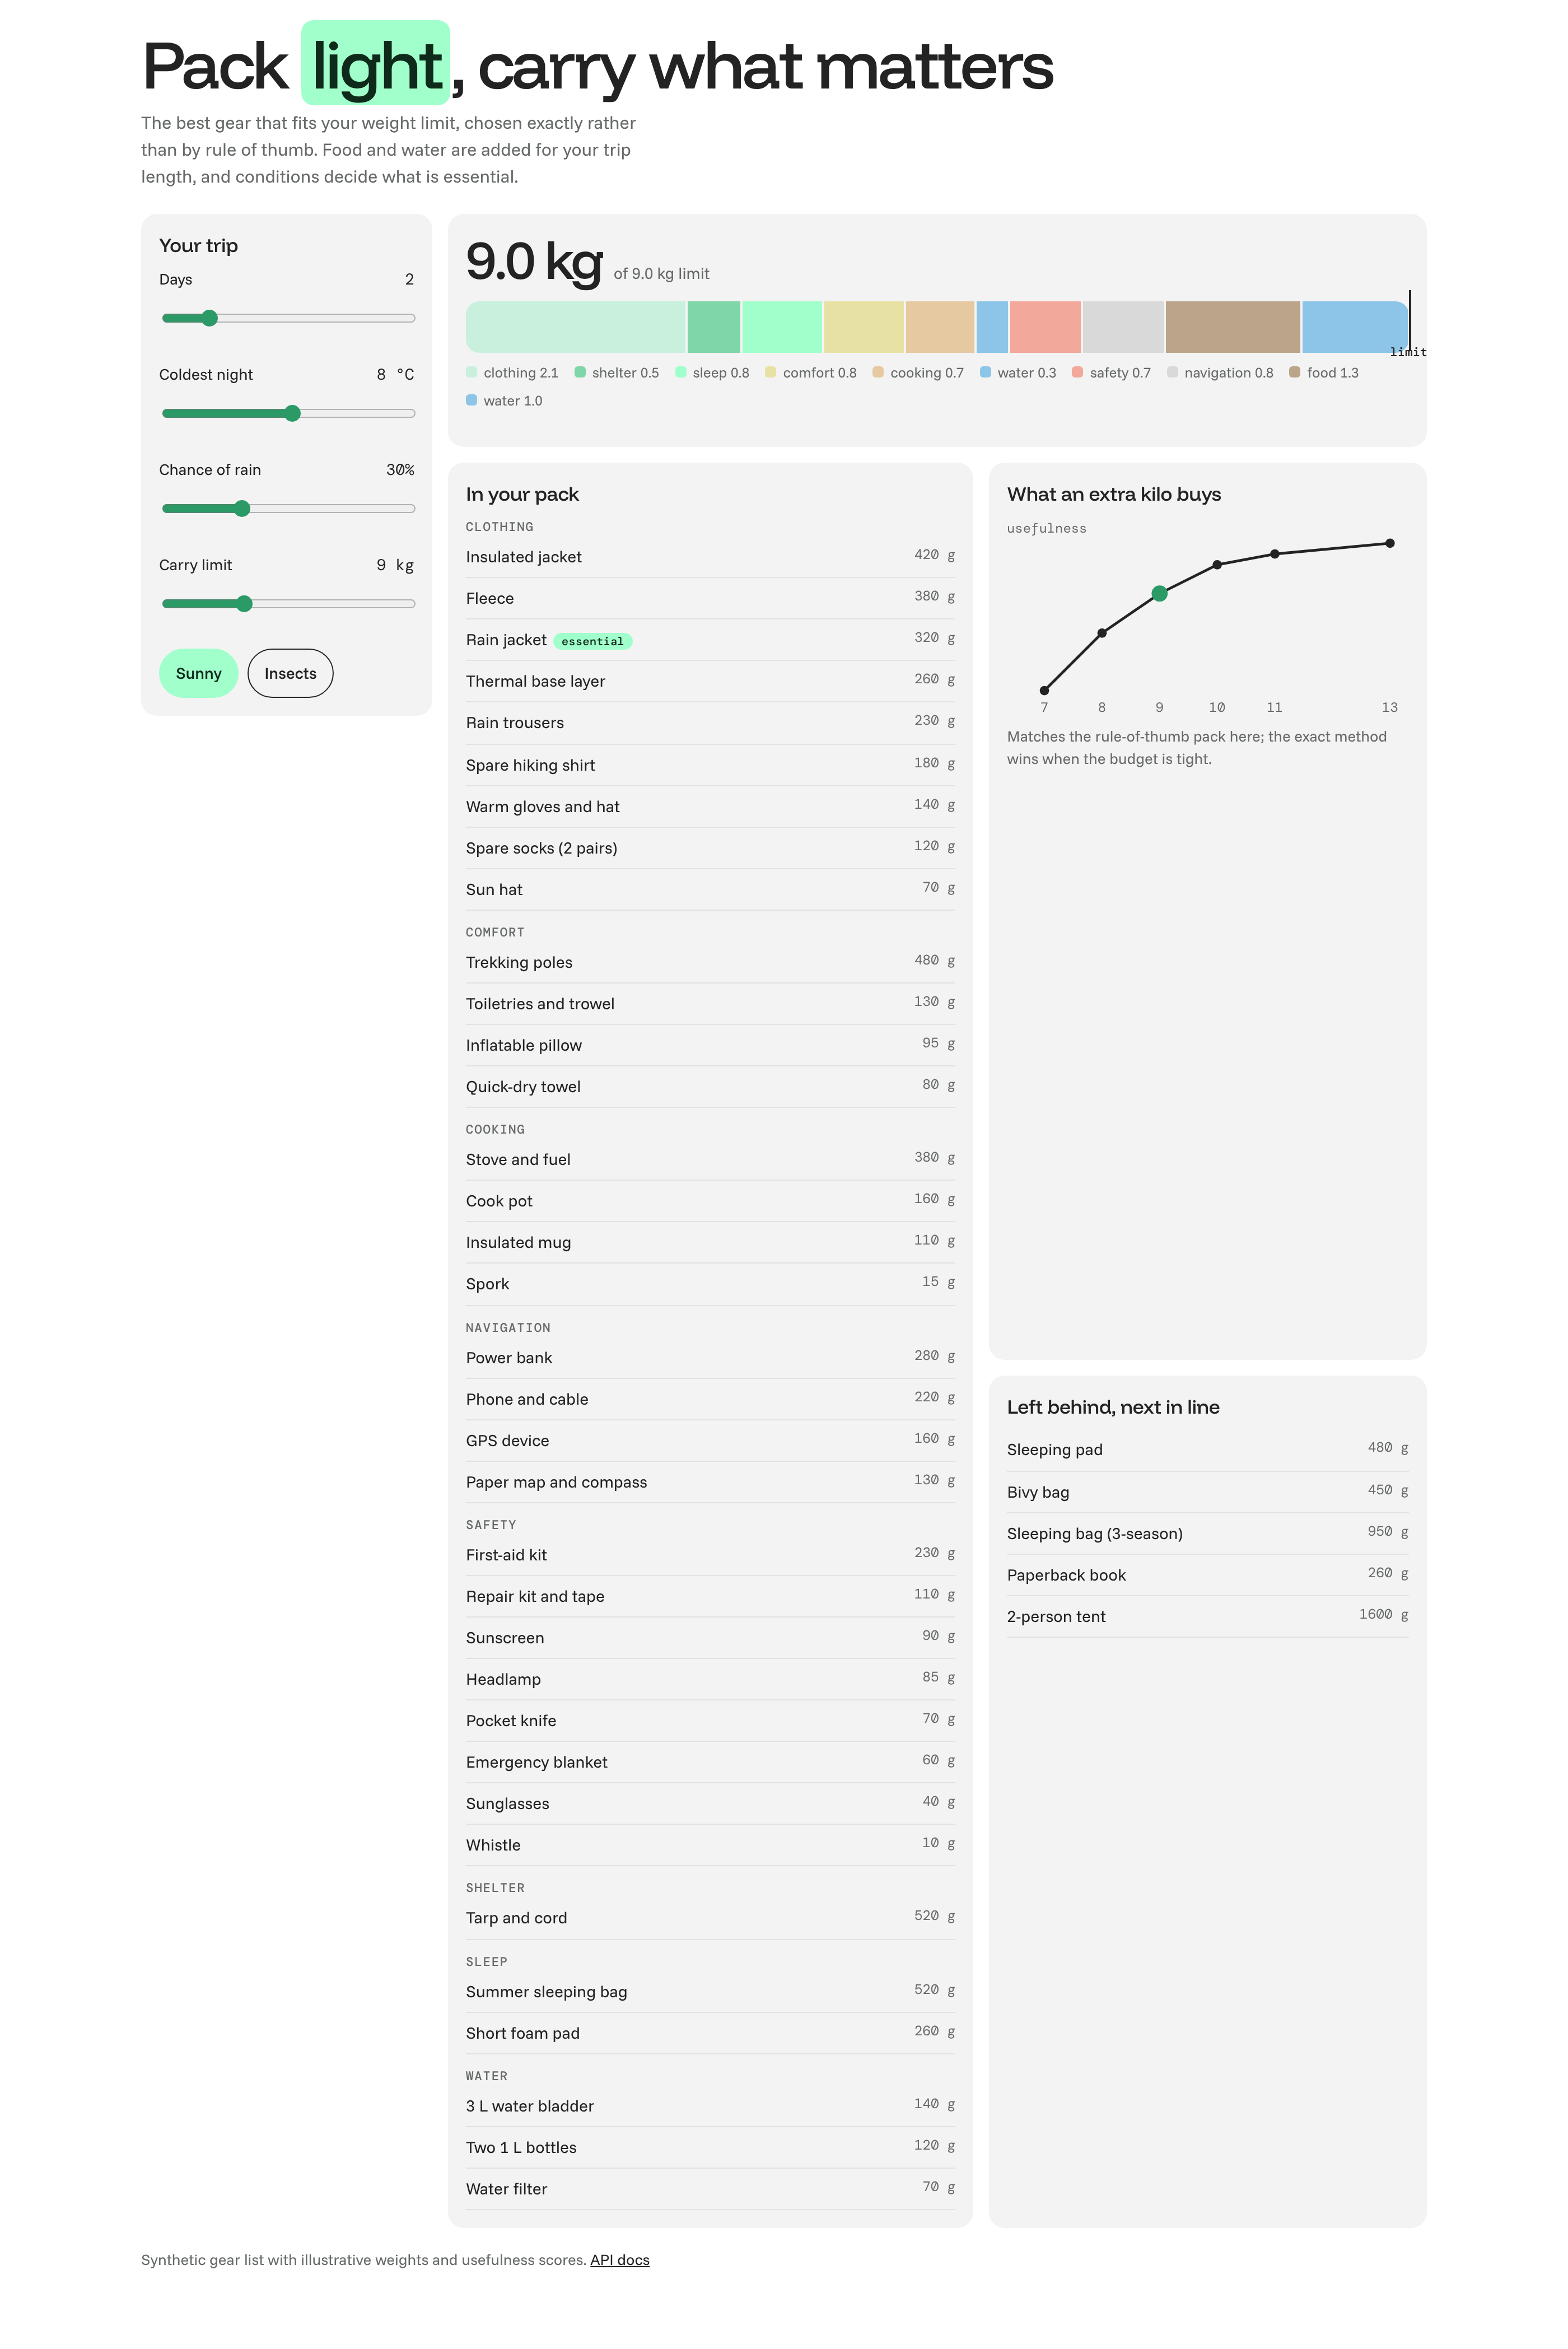 Pack light, carry what matters
The best gear that fits your weight limit, chosen exactly rather
than by rule of thumb. Food and water are added for your trip
length, and conditions decide what is essential.
Your trip
Days 2
Coldest night 8 °C
Chance of rain 30%
Carry limit 9 kg
Sunny Insects
9.0 kg of 9.0 kg limit
limit
clothing 2.1 shelter 0.5 sleep 0.8 comfort 0.8 cooking 0.7 water 0.3 safety 0.7 navigation 0.8 food 1.3
water 1.0
In your pack
CLOTHING
Insulated jacket 420 g
Fleece 380 g
Rain jacket essential 320 g
Thermal base layer 260 g
Rain trousers 230 g
Spare hiking shirt 180 g
Warm gloves and hat 140 g
Spare socks (2 pairs) 120 g
Sun hat 70 g
COMFORT
Trekking poles 480 g
Toiletries and trowel 130 g
Inflatable pillow 95 g
Quick-dry towel 80 g
COOKING
Stove and fuel 380 g
Cook pot 160 g
Insulated mug 110 g
Spork 15 g
NAVIGATION
Power bank 280 g
Phone and cable 220 g
GPS device 160 g
Paper map and compass 130 g
SAFETY
First-aid kit 230 g
Repair kit and tape 110 g
Sunscreen 90 g
Headlamp 85 g
Pocket knife 70 g
Emergency blanket 60 g
Sunglasses 40 g
Whistle 10 g
SHELTER
Tarp and cord 520 g
SLEEP
Summer sleeping bag 520 g
Short foam pad 260 g
WATER
3 L water bladder 140 g
Two 1 L bottles 120 g
Water filter 70 g
What an extra kilo buys
usefulness
7 8 9 10 11 13
Matches the rule-of-thumb pack here; the exact method
wins when the budget is tight.
Left behind, next in line
Sleeping pad 480 g
Bivy bag 450 g
Sleeping bag (3-season) 950 g
Paperback book 260 g
2-person tent 1600 g
Synthetic gear list with illustrative weights and usefulness scores. API docs